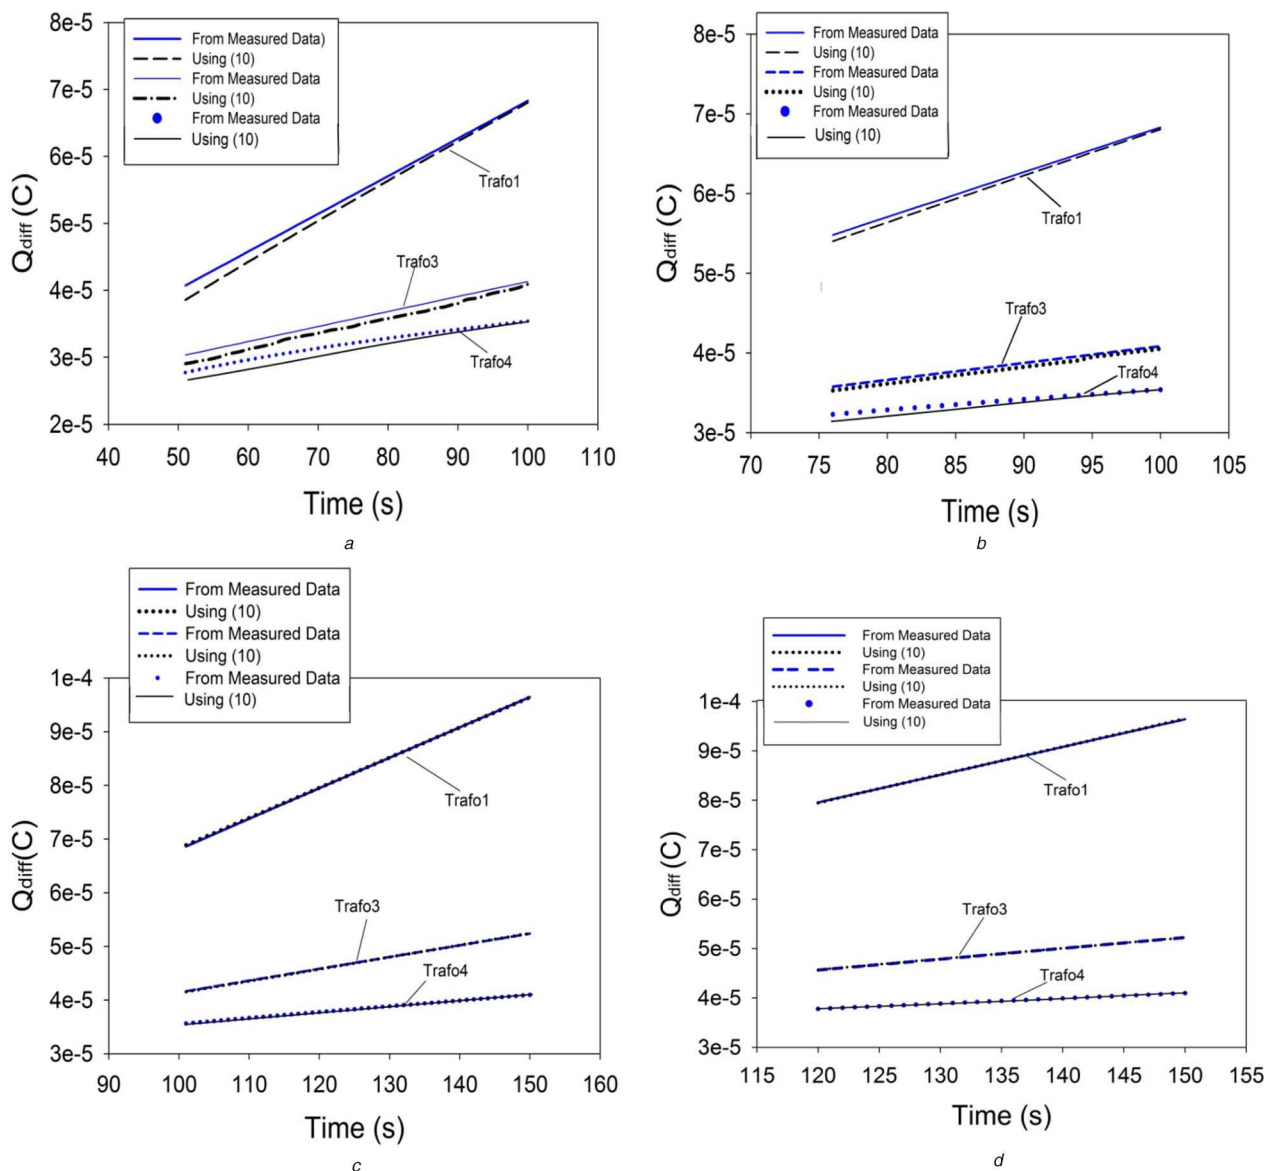 8e-5
7e-5
6e-5
5e-5
4e-5
3e-5
2e-5
Qdiff (C)
From Measured Data)
Using (10)
From Measured Data
Using (10)
From Measured Data
Using (10)
Trafo1
Trafo3
Trafo4
40 50 60 70 80 90 100 110
Time (s)
a
8e-5
7e-5
6e-5
5e-5
4e-5
3e-5
Qdiff (C)
From Measured Data
Using (10)
From Measured Data
Using (10)
From Measured Data
Using (10)
Trafo1
Trafo3
Trafo4
70 75 80 85 90 95 100 105
Time (s)
b
From Measured Data
Using (10)
From Measured Data
Using (10)
From Measured Data
Using (10)
1e-4
9e-5
8e-5
7e-5
6e-5
5e-5
4e-5
3e-5
Qdiff(C)
Trafo1
Trafo3
Trafo4
90 100 110 120 130 140 150 160
Time (s)
c
From Measured Data
Using (10)
From Measured Data
Using (10)
From Measured Data
Using (10)
1e-4
9e-5
8e-5
7e-5
6e-5
5e-5
4e-5
3e-5
Qdiff (C)
Trafo1
Trafo3
Trafo4
115 120 125 130 135 140 145 150 155
Time (s)
d